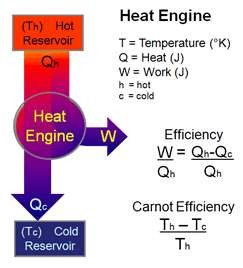 (Th) Hot
Reservoir
Qh
Heat
Engine
W
Qc
(Tc) Cold
Reservoir
Heat Engine
T = Temperature (°K)
Q = Heat (J)
W = Work (J)
h = hot
c = cold
Efficiency
W = Qh-Qc
Qh Qh
Carnot Efficiency
Th – Tc
Th